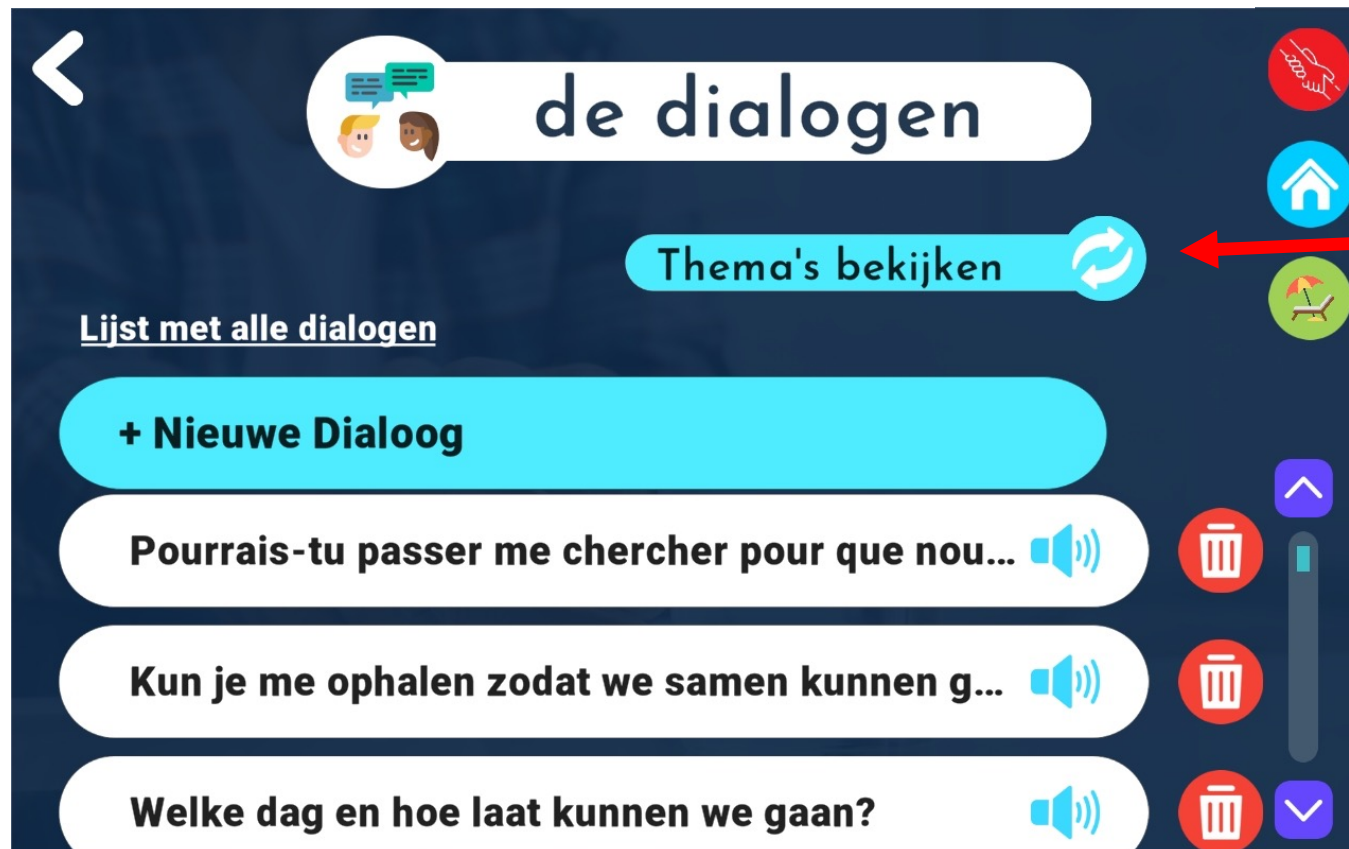 de dialogen
Thema's bekijken
Lijst met alle dialogen
+ Nieuwe Dialoog
Pourrais-tu passer me chercher pour que nou...
Kun je me ophalen zodat we samen kunnen g...
Welke dag en hoe laat kunnen we gaan?